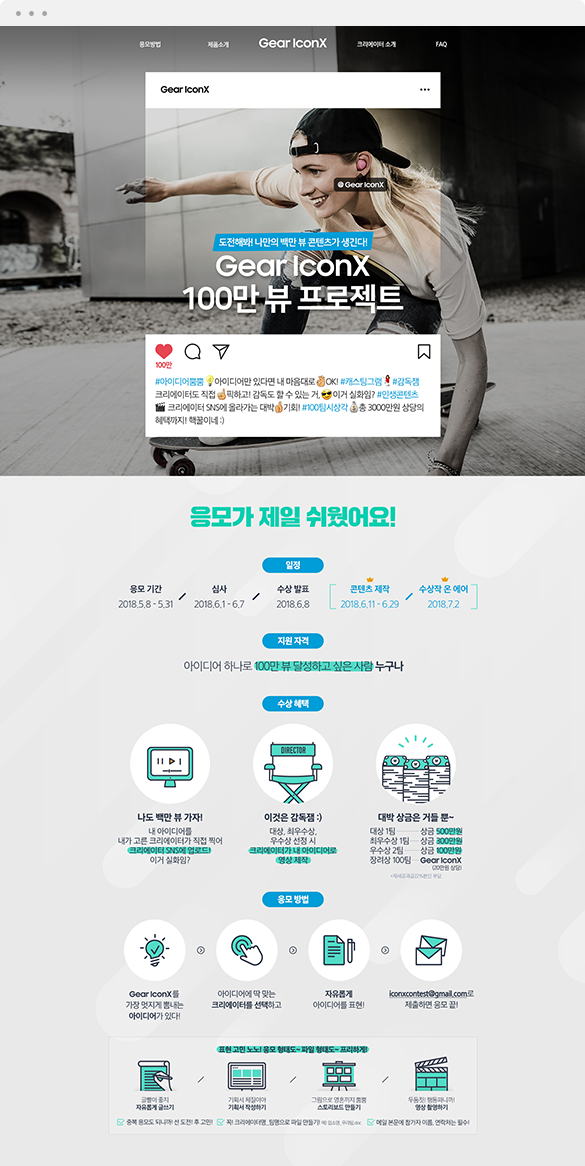 응모방법 제품소개 Gear IconX 크리에이터 소개 FAQ
Gear IconX
Gear IconX
도전해봐! 나만의 백만 뷰 콘텐츠가 생긴다!
Gear IconX
100만 뷰 프로젝트
100만
#아이디어뿜뿜 💡아이디어만 있다면 내 마음대로👌OK! #캐스팅그램💃#감독잼
크리에이터도 직접 ☝픽하고! 감독도 할 수 있는 거, 😎 이거 실화임? #인생콘텐츠
🎬 크리에이터 SNS에 올라가는 대박👍기회! #100팀시상각 💰총 3000만원 상당의
혜택까지! 핵꿀이네 :)
응모가 제일 쉬웠어요!
일정
응모 기간 / 심사 / 수상 발표 콘텐츠 제작 / 수상작 온 에어
2018.5.8 - 5.31 2018.6.1 - 6.7 2018.6.8 2018.6.11 - 6.29 2018.7.2
지원 자격
아이디어 하나로 100만 뷰 달성하고 싶은 사람 누구나
수상 혜택
DIRECTOR
나도 백만 뷰 가자!
내 아이디어를
내가 고른 크리에이터가 직접 찍어
크리에이터 SNS에 업로드!
이거 실화임?
이것은 감독잼 :)
대상, 최우수상,
우수상 선정 시
크리에이터가 내 아이디어로
영상 제작
대박 상금은 거들 뿐~
대상 1팀 상금 500만원
최우수상 1팀 상금 300만원
우수상 2팀 상금 100만원
장려상 100팀 Gear IconX
(20만원 상당)
*제세공과금22%본인 부담
응모 방법
Gear IconX를
가장 멋지게 뽐내는
아이디어가 있다!
아이디어에 딱 맞는
크리에이터를 선택하고
자유롭게
아이디어를 표현!
iconxcontest@gmail.com로
제출하면 응모 끝!
표현 고민 노노! 응모 형태도~ 파일 형태도~ 프리하게!
글빨이 좋지
자유롭게 글쓰기
기획서 체질이야
기획서 작성하기
그림으로 영혼까지 뿜뿜
스토리보드 만들기
두둠칫! 행동파니까!
영상 촬영하기
중복 응모도 되니까! 선 도전! 후 고민!
꼭! 크리에이터명_팀명으로 파일 만들기!
메일 본문에 참가자 이름, 연락처는 필수!